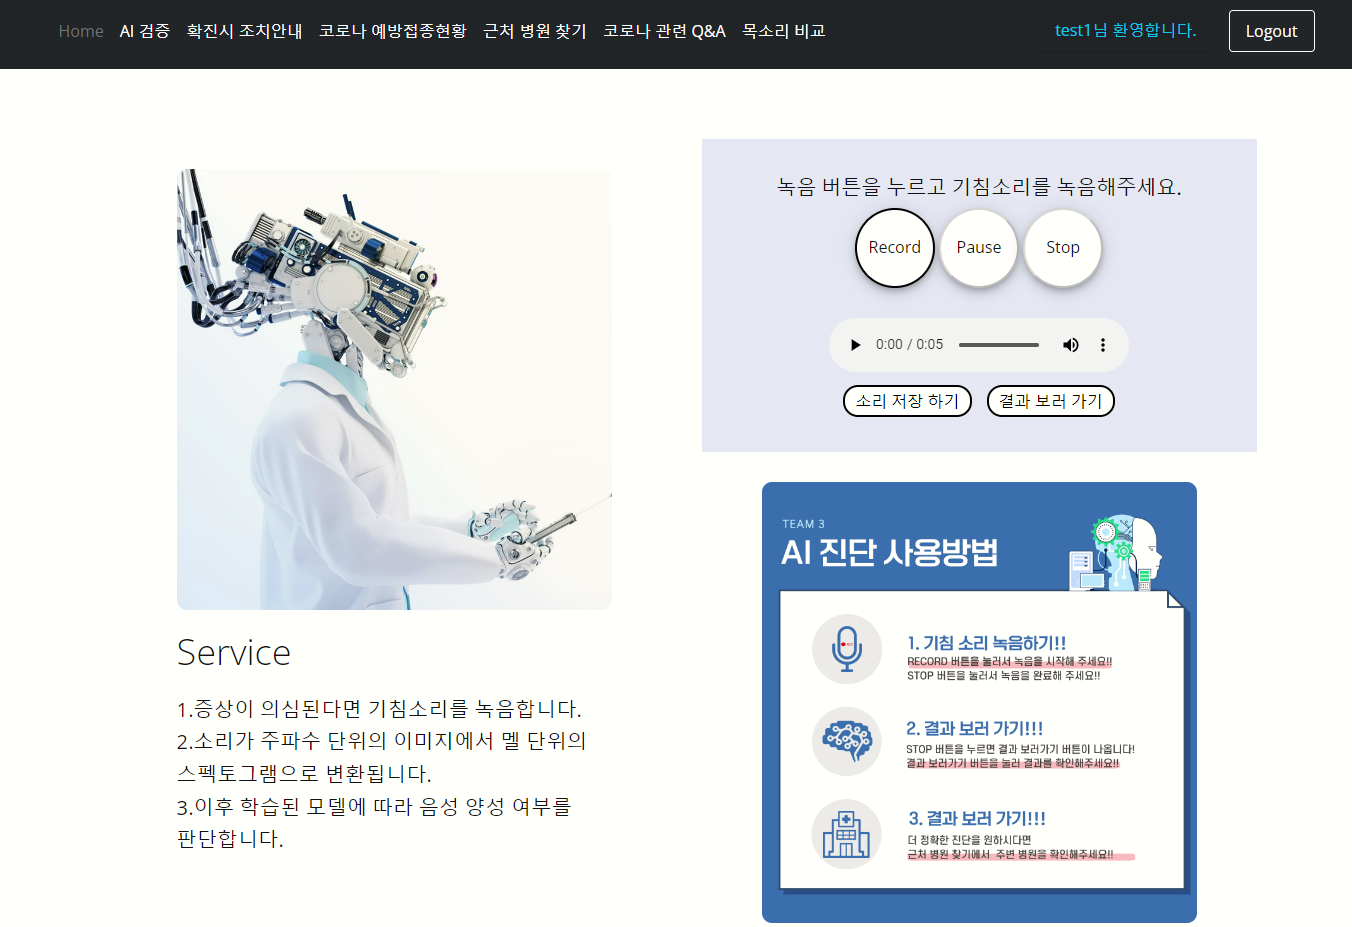 Home AI 검증 확진시 조치안내 코로나 예방접종현황 근처 병원 찾기 코로나 관련 Q&A 목소리 비교 test1님 환영합니다. Logout
녹음 버튼을 누르고 기침소리를 녹음해주세요.
Record Pause Stop
0:00 / 0:05
소리 저장 하기 결과 보러 가기
Service
1.증상이 의심된다면 기침소리를 녹음합니다.
2.소리가 주파수 단위의 이미지에서 멜 단위의
스펙토그램으로 변환됩니다.
3.이후 학습된 모델에 따라 음성 양성 여부를
판단합니다.
TEAM 3
AI 진단 사용방법
1. 기침 소리 녹음하기!!
RECORD 버튼을 눌러서 녹음을 시작해 주세요!!
STOP 버튼을 눌러서 녹음을 완료해 주세요!!
2. 결과 보러 가기!!!
STOP 버튼을 누르면 결과 보러가기 버튼이 나옵니다!
결과 보러가기 버튼을 눌러 결과를 확인해주세요!!
3. 결과 보러 가기!!!
더 정확한 진단을 원하시다면
근처 병원 찾기에서 주변 병원을 확인해주세요!!